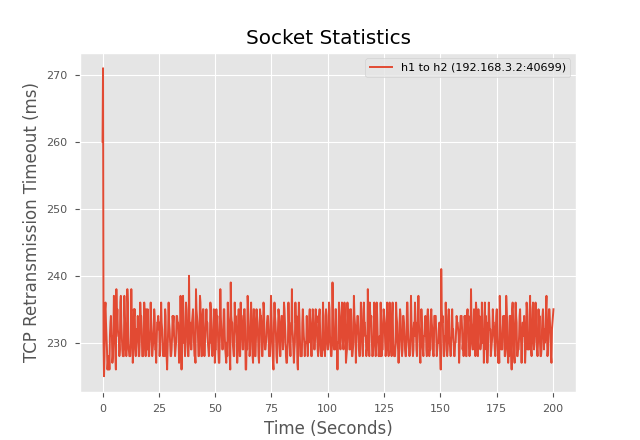 Socket Statistics
h1 to h2 (192.168.3.2:40699)
TCP Retransmission Timeout (ms)
270
260
250
240
230
0 25 50 75 100 125 150 175 200
Time (Seconds)